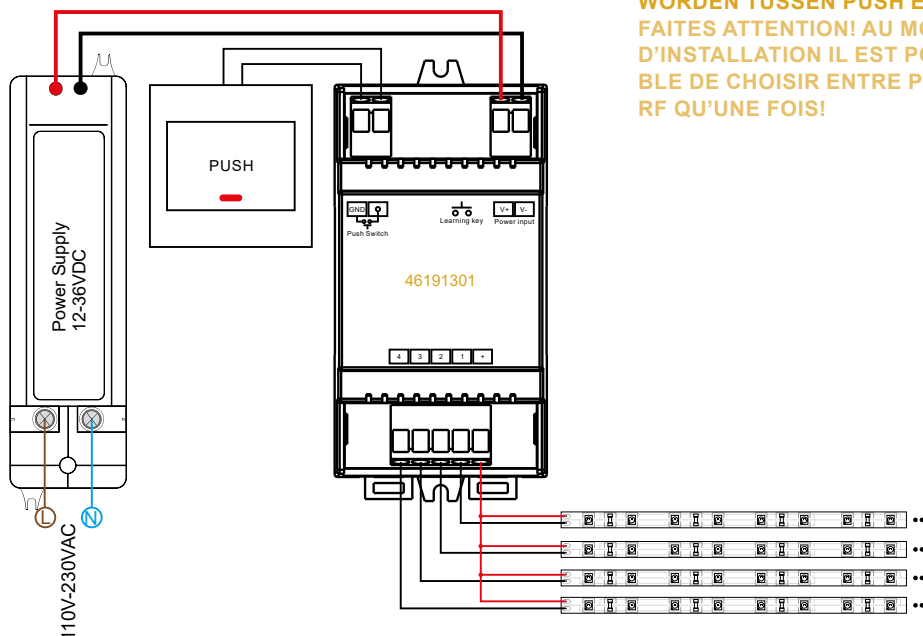 WORDEN TUSSEN PUSH E
FAITES ATTENTION! AU MO
D'INSTALLATION IL EST PO
BLE DE CHOISIR ENTRE P
RF QU'UNE FOIS!
PUSH
Power Supply
12-36VDC
GND
Push Switch
Learning key
V+ V-
Power input
46191301
4 3 2 1 +
L N
110V-230VAC